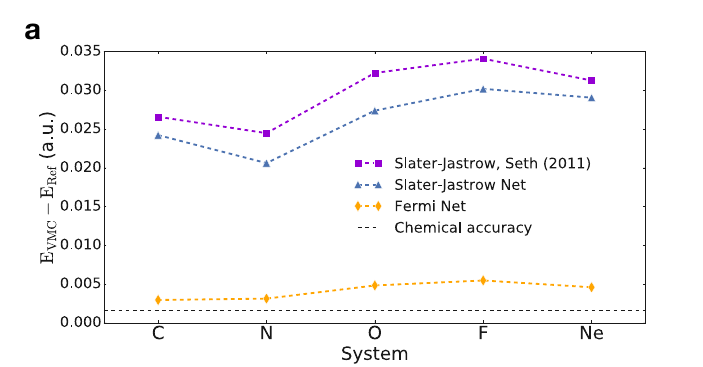 a
0.035
0.030
0.025
0.020
0.015
0.010
0.005
0.000
E_VMC − E_Ref (a.u.)
Slater-Jastrow, Seth (2011)
Slater-Jastrow Net
Fermi Net
Chemical accuracy
C N O F Ne
System